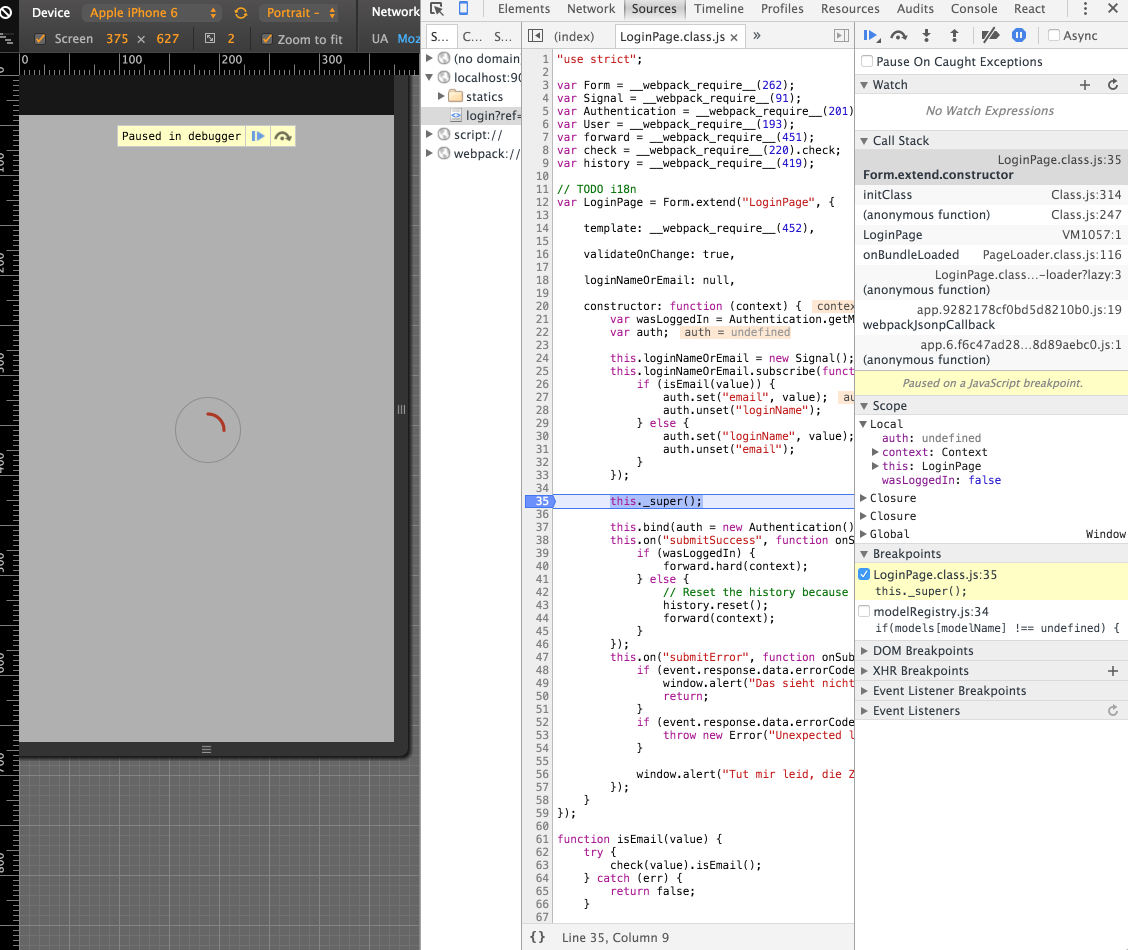 Device
Apple iPhone 6
Portrait -
Network
Screen 375 × 627
2
Zoom to fit
UA Moz
0 100 200 300
100
200
300
400
500
600
700
800
Paused in debugger
Elements Network Sources Timeline Profiles Resources Audits Console React
S... C... S...
(no domain
localhost:90
statics
login?ref=
script://
webpack://
(index) LoginPage.class.js × »
1 "use strict";
2
3 var Form = __webpack_require__(262);
4 var Signal = __webpack_require__(91);
5 var Authentication = __webpack_require__(201)
6 var User = __webpack_require__(193);
7 var forward = __webpack_require__(451);
8 var check = __webpack_require__(220).check;
9 var history = __webpack_require__(419);
10
11 // TODO i18n
12 var LoginPage = Form.extend("LoginPage", {
13
14 template: __webpack_require__(452),
15
16 validateOnChange: true,
17
18 loginNameOrEmail: null,
19
20 constructor: function (context) { contex
21 var wasLoggedIn = Authentication.getM
22 var auth; auth = undefined
23
24 this.loginNameOrEmail = new Signal();
25 this.loginNameOrEmail.subscribe(funct
26 if (isEmail(value)) {
27 auth.set("email", value); au
28 auth.unset("loginName");
29 } else {
30 auth.set("loginName", value);
31 auth.unset("email");
32 }
33 });
34
35 this._super();
36
37 this.bind(auth = new Authentication()
38 this.on("submitSuccess", function onS
39 if (wasLoggedIn) {
40 forward.hard(context);
41 } else {
42 // Reset the history because
43 history.reset();
44 forward(context);
45 }
46 });
47 this.on("submitError", function onSub
48 if (event.response.data.errorCode
49 window.alert("Das sieht nicht
50 return;
51 }
52 if (event.response.data.errorCode
53 throw new Error("Unexpected l
54 }
55
56 window.alert("Tut mir leid, die Z
57 });
58 }
59 });
60
61 function isEmail(value) {
62 try {
63 check(value).isEmail();
64 } catch (err) {
65 return false;
66 }
67
{} Line 35, Column 9
Async
Pause On Caught Exceptions
Watch
No Watch Expressions
Call Stack
LoginPage.class.js:35
Form.extend.constructor
initClass Class.js:314
(anonymous function) Class.js:247
LoginPage VM1057:1
onBundleLoaded PageLoader.class.js:116
LoginPage.class...-loader?lazy:3
(anonymous function)
app.9282178cf0bd5d8210b0.js:19
webpackJsonpCallback
app.6.f6c47ad28...8d89aebc0.js:1
(anonymous function)
Paused on a JavaScript breakpoint.
Scope
Local
auth: undefined
context: Context
this: LoginPage
wasLoggedIn: false
Closure
Closure
Global Window
Breakpoints
LoginPage.class.js:35
this._super();
modelRegistry.js:34
if(models[modelName] !== undefined) {
DOM Breakpoints
XHR Breakpoints
Event Listener Breakpoints
Event Listeners